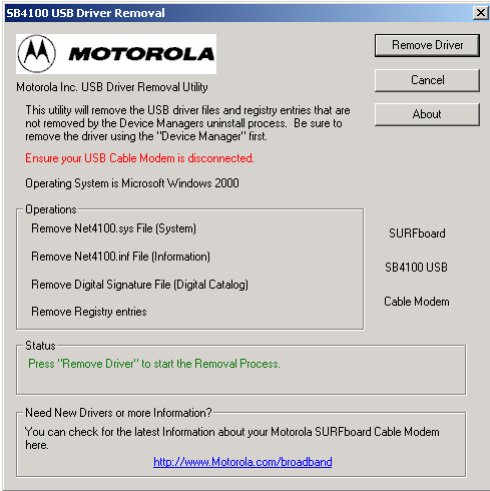 SB4100 USB Driver Removal
MOTOROLA
Remove Driver
Motorola Inc. USB Driver Removal Utility
Cancel
This utility will remove the USB driver files and registry entries that are
not removed by the Device Managers uninstall process. Be sure to
remove the driver using the "Device Manager" first.
About
Ensure your USB Cable Modem is disconnected.
Operating System is Microsoft Windows 2000
Operations
Remove Net4100.sys File (System)
Remove Net4100.inf File (Information)
Remove Digital Signature File (Digital Catalog)
Remove Registry entries
SURFboard
SB4100 USB
Cable Modem
Status
Press "Remove Driver" to start the Removal Process.
Need New Drivers or more Information?
You can check for the latest Information about your Motorola SURFboard Cable Modem
here.
http://www.Motorola.com/broadband